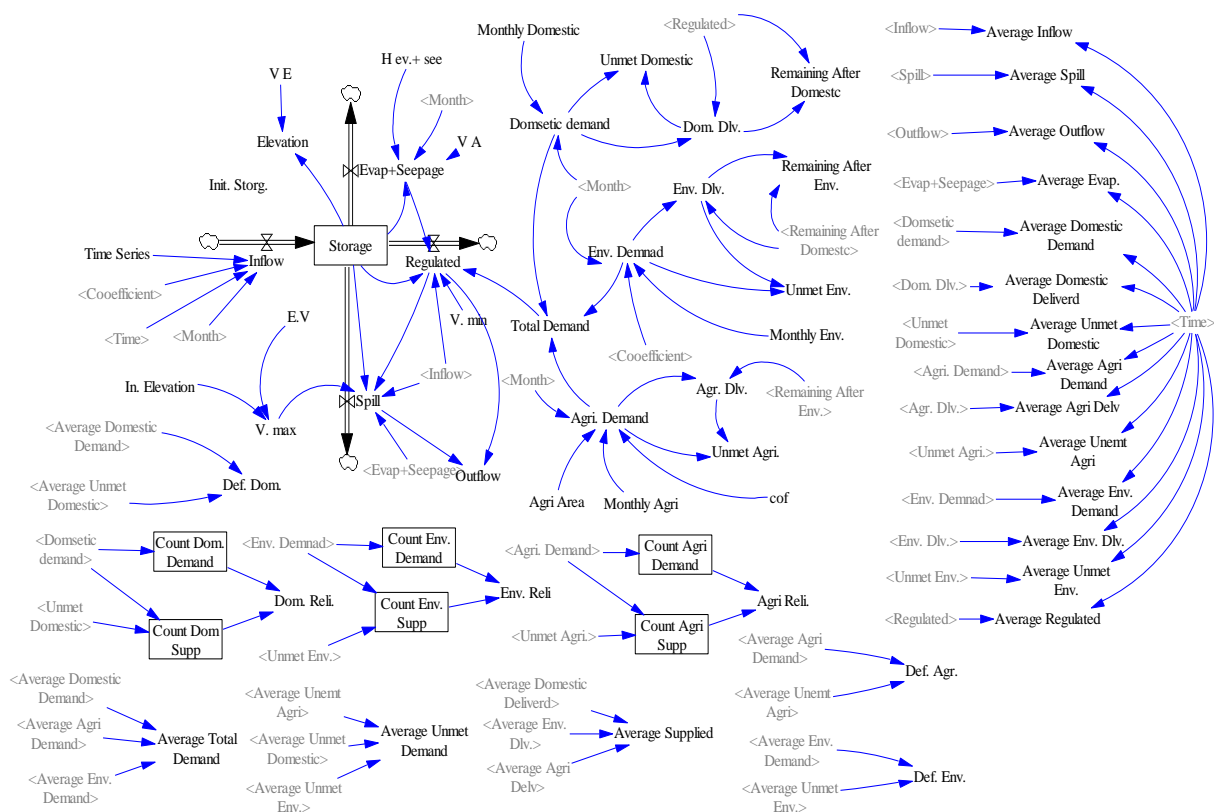 Monthly Domestic
<Regulated>
Unmet Domestic
Remaining After
Domestc
V E
H ev.+ see
<Month>
Elevation
V A
Evap+Seepage
Domsetic demand
Dom. Dlv.
Init. Storg.
<Month>
Env. Dlv.
Remaining After
Env.
<Remaining After
Domestc>
Storage
Time Series
Inflow
Regulated
Env. Demnad
Unmet Env.
<Cooefficient>
<Time>
<Month>
E.V
V. min
Total Demand
Monthly Env.
<Cooefficient>
<Inflow>
<Month>
In. Elevation
Spill
V. max
Agr. Dlv.
<Remaining After
Env.>
Agri. Demand
Unmet Agri.
<Average Domestic
Demand>
<Evap+Seepage>
Outflow
Agri Area
Monthly Agri
cof
Def. Dom.
<Average Unmet
Domestic>
<Inflow>
Average Inflow
<Spill>
Average Spill
<Outflow>
Average Outflow
<Evap+Seepage>
Average Evap.
<Domsetic
demand>
Average Domestic
Demand
<Dom. Dlv.>
Average Domestic
Deliverd
<Time>
<Unmet
Domestic>
Average Unmet
Domestic
<Agri. Demand>
Average Agri
Demand
<Agr. Dlv.>
Average Agri Delv
<Unmet Agri.>
Average Unemt
Agri
<Env. Demnad>
Average Env.
Demand
<Env. Dlv.>
Average Env. Dlv.
<Unmet Env.>
Average Unmet
Env.
<Regulated>
Average Regulated
<Domsetic
demand>
Count Dom.
Demand
<Unmet
Domestic>
Count Dom
Supp
Dom. Reli.
<Env. Demnad>
Count Env.
Demand
Count Env.
Supp
<Unmet Env.>
Env. Reli
<Agri. Demand>
Count Agri
Demand
<Unmet Agri.>
Count Agri
Supp
Agri Reli.
<Average Agri
Demand>
<Average Unemt
Agri>
Def. Agr.
<Average Domestic
Demand>
<Average Agri
Demand>
<Average Env.
Demand>
Average Total
Demand
<Average Unemt
Agri>
<Average Unmet
Domestic>
<Average Unmet
Env.>
Average Unmet
Demand
<Average Domestic
Deliverd>
<Average Env.
Dlv.>
<Average Agri
Delv>
Average Supplied
<Average Env.
Demand>
<Average Unmet
Env.>
Def. Env.